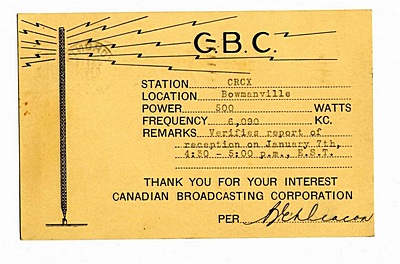 C.B.C.
STATION CRCX
LOCATION Bowmanville
POWER 500 WATTS
FREQUENCY 6,090 KC.
REMARKS Verifies report of
reception on January 7th,
4:30 - 5:00 p.m., E.S.T.
THANK YOU FOR YOUR INTEREST
CANADIAN BROADCASTING CORPORATION
PER